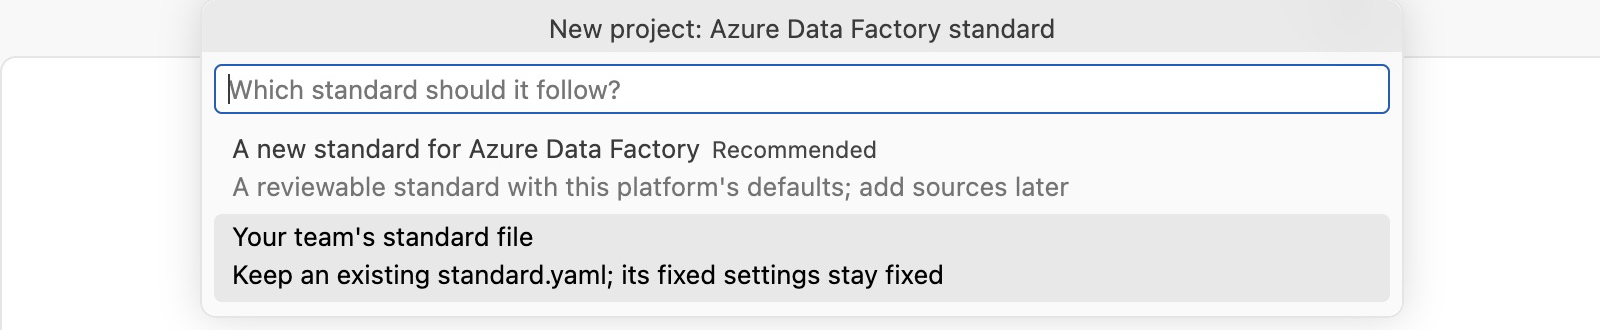 New project: Azure Data Factory standard
Which standard should it follow?
A new standard for Azure Data Factory Recommended
A reviewable standard with this platform's defaults; add sources later
Your team's standard file
Keep an existing standard.yaml; its fixed settings stay fixed